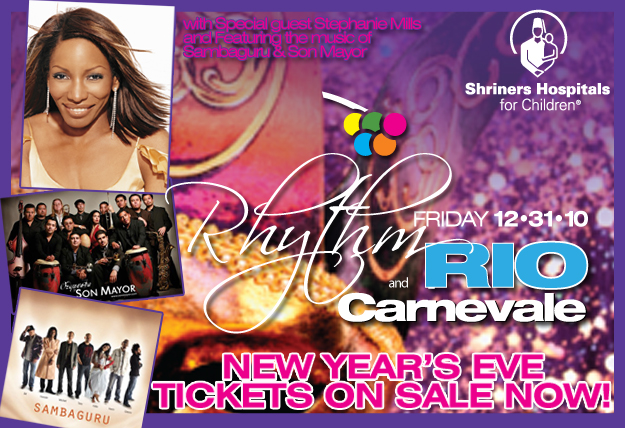 with Special guest Stephanie Mills
and Featuring the music of
Sambaguru & Son Mayor
Shriners Hospitals
for Children®
Rhythm
FRIDAY 12•31•10
and RIO
Carnevale
SON MAYOR
SAMBAGURU
NEW YEAR'S EVE
TICKETS ON SALE NOW!